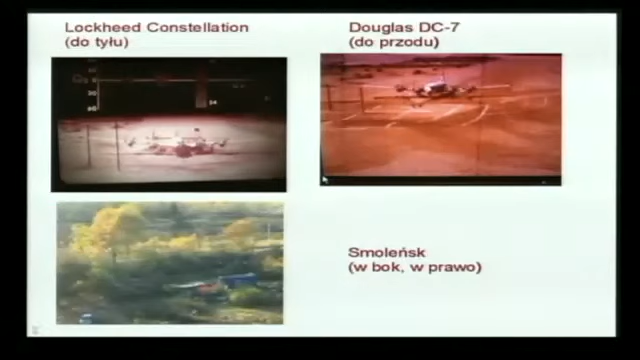 Lockheed Constellation
(do tyłu)
Douglas DC-7
(do przodu)
Smoleńsk
(w bok, w prawo)